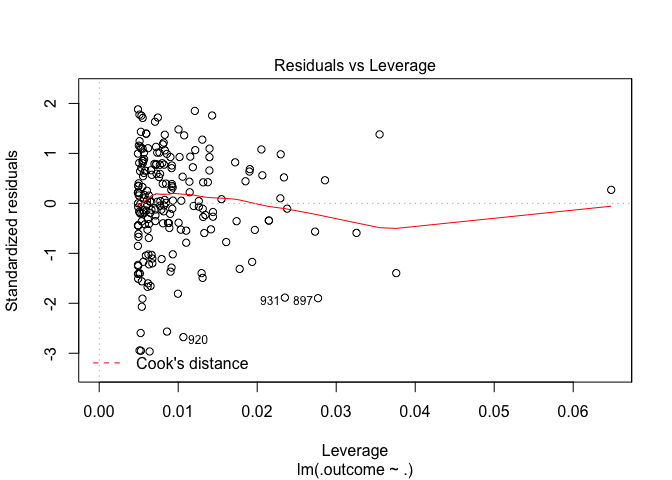 Residuals vs Leverage
Standardized residuals
2
1
0
-1
-2
-3
931
897
920
Cook's distance
0.00 0.01 0.02 0.03 0.04 0.05 0.06
Leverage
lm(.outcome ~ .)